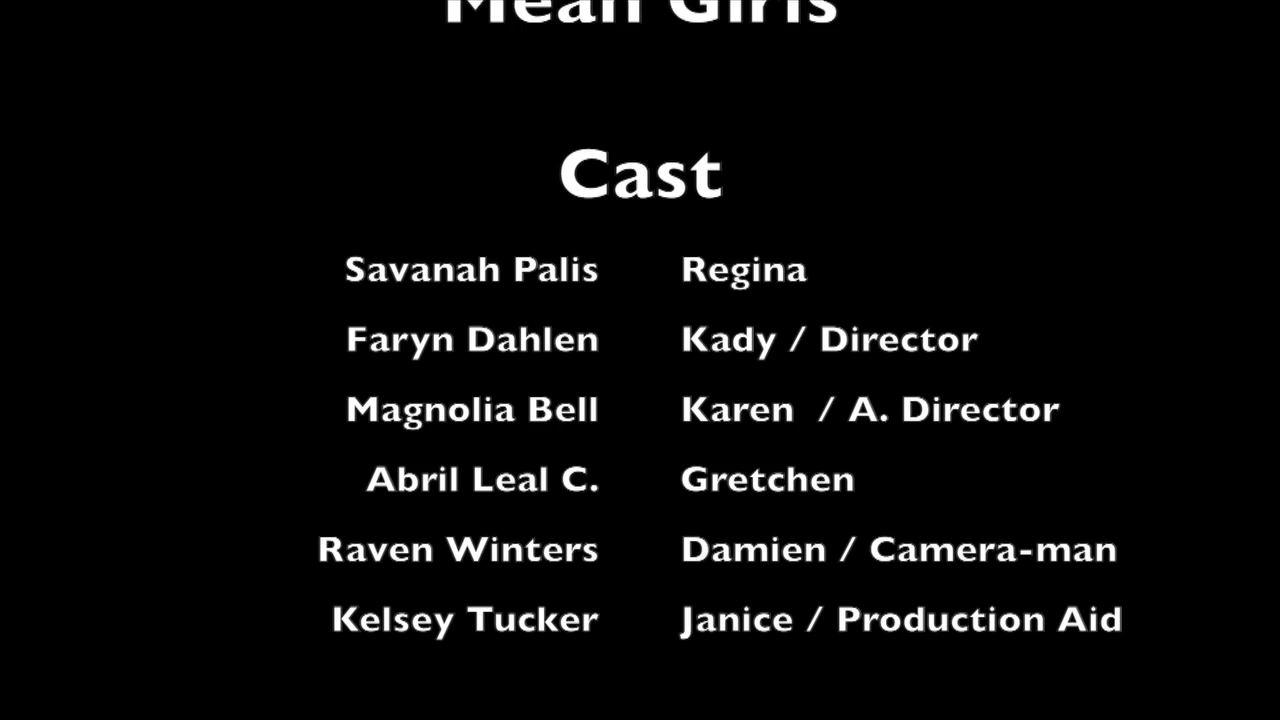 Mean Girls
Cast
Savanah Palis Regina
Faryn Dahlen Kady / Director
Magnolia Bell Karen / A. Director
Abril Leal C. Gretchen
Raven Winters Damien / Camera-man
Kelsey Tucker Janice / Production Aid